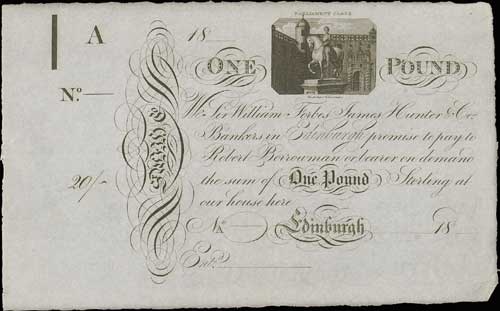 A
18
PARLIAMENT CLOSE
ONE POUND
No.
We Sir William Forbes James Hunter & Co.
Bankers in Edinburgh promise to pay to
Robert Borrowman or bearer on demand
20/-
the sum of One Pound Sterling at
our house here
No. Edinburgh 18
Ent.